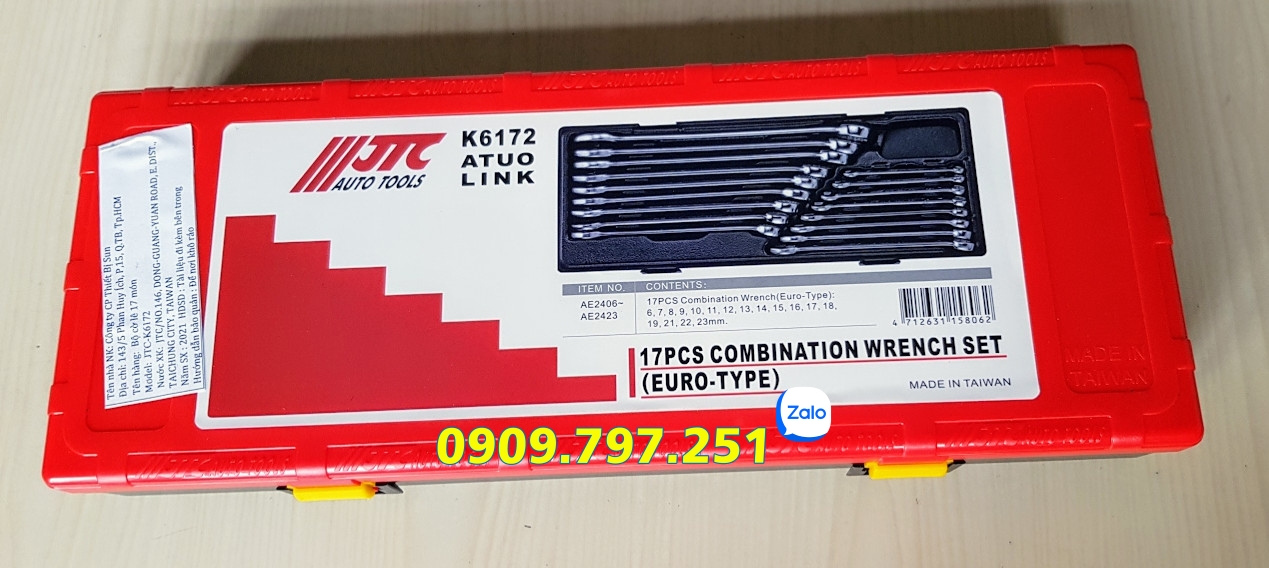 JTC
AUTO TOOLS
K6172
ATUO
LINK
ITEM NO.
CONTENTS:
AE2406~
AE2423
17PCS Combination Wrench(Euro-Type):
6, 7, 8, 9, 10, 11, 12, 13, 14, 15, 16, 17, 18,
19, 21, 22, 23mm.
4 712631 158062
17PCS COMBINATION WRENCH SET
(EURO-TYPE)
MADE IN TAIWAN
MADE IN
TAIWAN
Tên nhà NK: Công ty CP Thiết Bị Sun
Địa chỉ: 143/5 Phan Huy Ích, P.15, Q.TB, Tp.HCM
Tên hàng: Bộ cờ lê 17 món
Model: JTC-K6172
Nước XK: JTC/NO.146, DONG-GUANG-YUAN ROAD, E.DIST.,
TAICHUNG CITY, TAIWAN
Năm SX : 2021 HDSD : Tài liệu đi kèm bên trong
Hướng dẫn bảo quản : Để nơi khô ráo
0909.797.251
Zalo